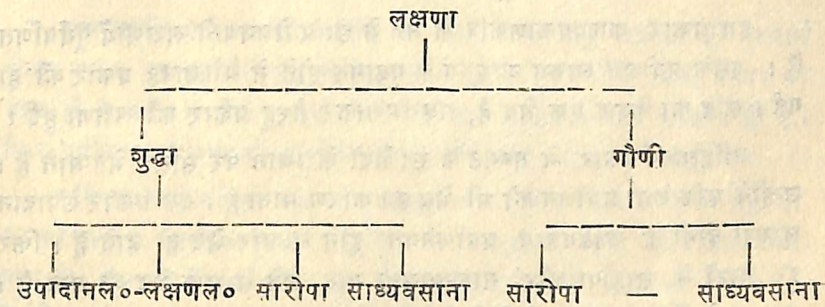 लक्षणा
शुद्धा गौणी
उपादानल०-लक्षणल० सारोपा साध्यवसाना सारोपा — साध्यवसाना